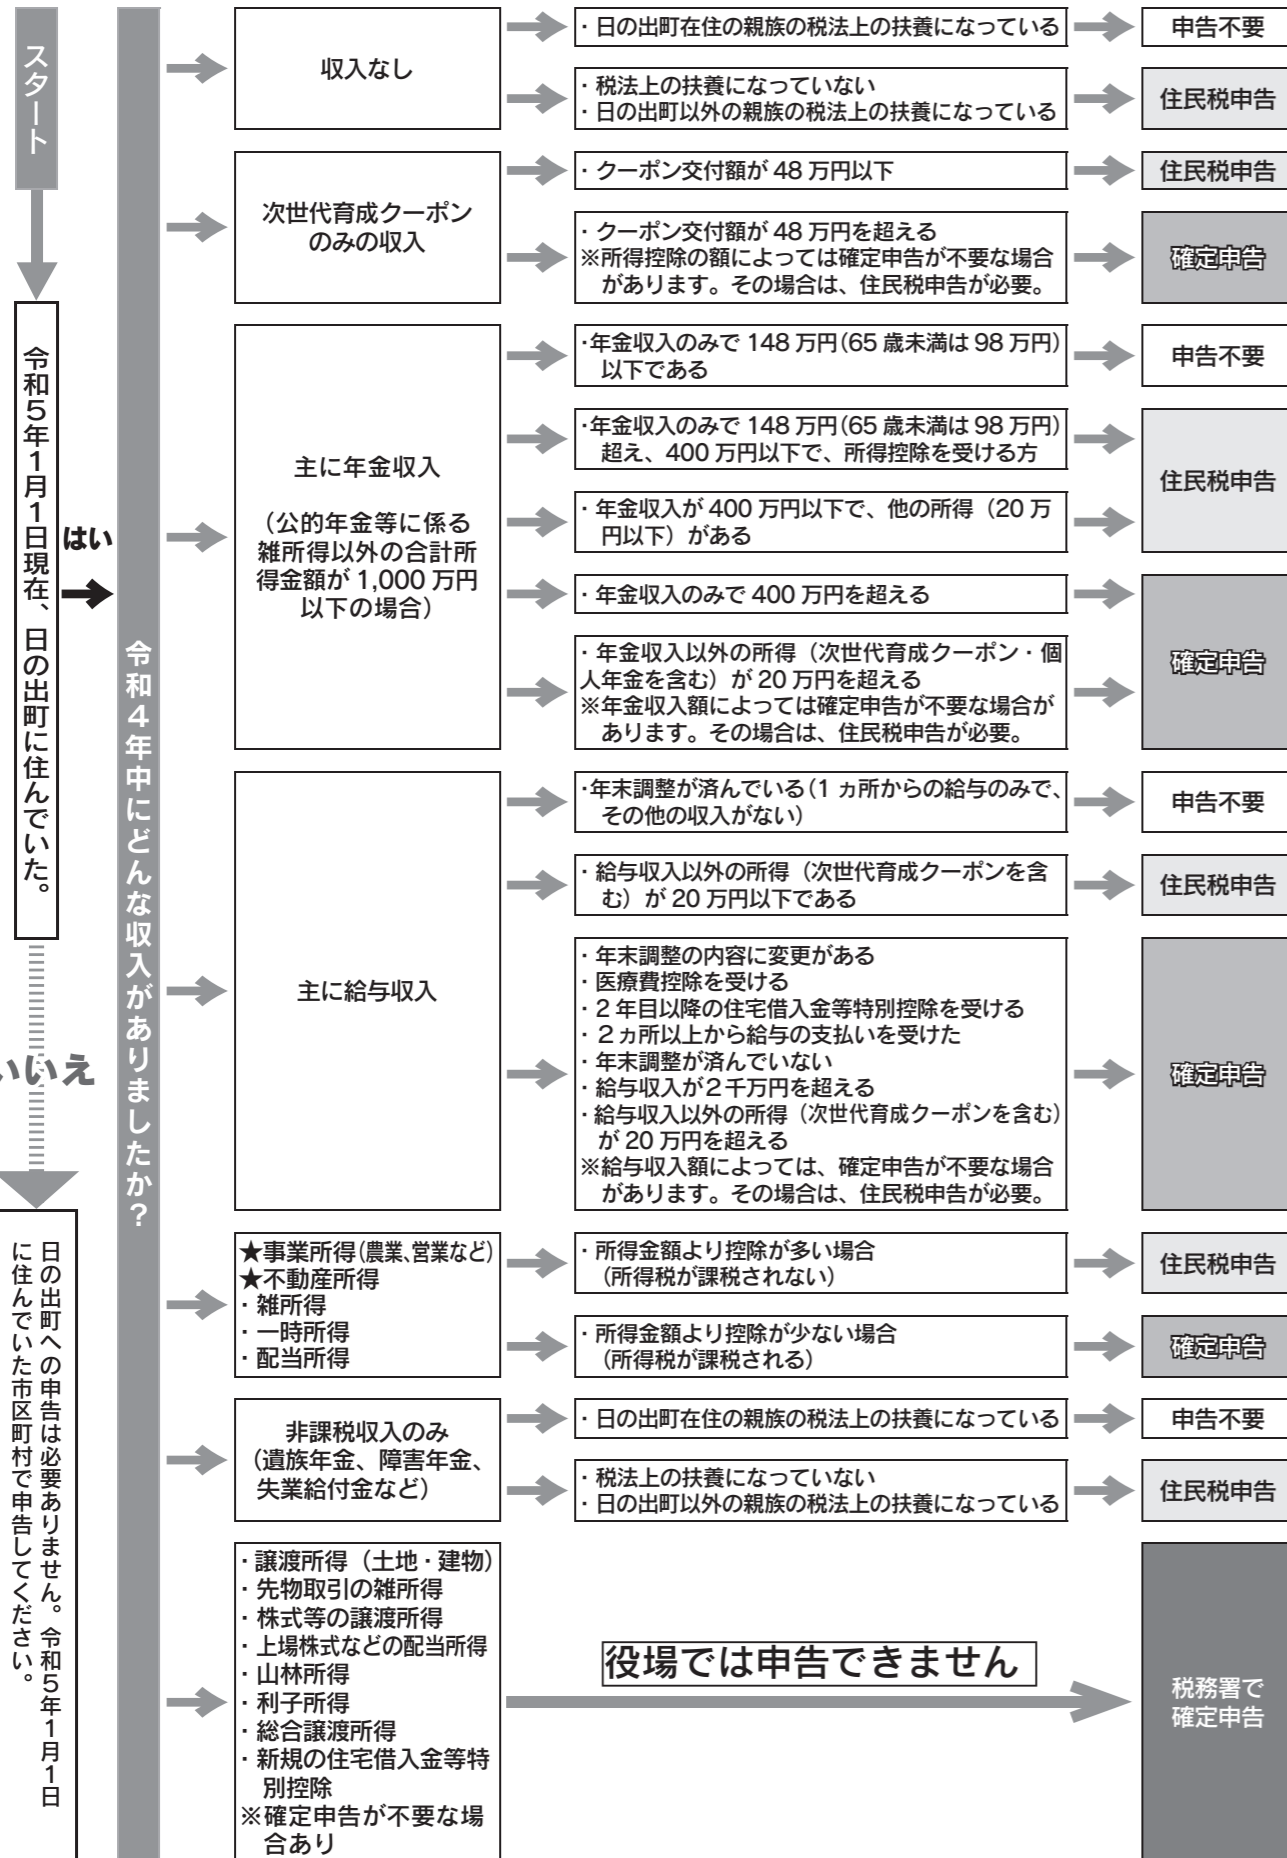 スタート
令和5年1月1日現在、日の出町に住んでいた。
はい
いいえ
日の出町への申告は必要ありません。令和5年1月1日
に住んでいた市区町村で申告してください。
令和4年中にどんな収入がありましたか?
収入なし
・日の出町在住の親族の税法上の扶養になっている
申告不要
・税法上の扶養になっていない
・日の出町以外の親族の税法上の扶養になっている
住民税申告
次世代育成クーポン
のみの収入
・クーポン交付額が 48 万円以下
住民税申告
・クーポン交付額が 48 万円を超える
※所得控除の額によっては確定申告が不要な場合
があります。その場合は、住民税申告が必要。
確定申告
主に年金収入
(公的年金等に係る
雑所得以外の合計所
得金額が 1,000 万円
以下の場合)
・年金収入のみで 148 万円(65 歳未満は 98 万円)
以下である
申告不要
・年金収入のみで 148 万円(65 歳未満は 98 万円)
超え、400 万円以下で、所得控除を受ける方
・年金収入が 400 万円以下で、他の所得(20 万
円以下)がある
住民税申告
・年金収入のみで 400 万円を超える
・年金収入以外の所得(次世代育成クーポン・個
人年金を含む)が 20 万円を超える
※年金収入額によっては確定申告が不要な場合が
あります。その場合は、住民税申告が必要。
確定申告
主に給与収入
・年末調整が済んでいる(1 ヵ所からの給与のみで、
その他の収入がない)
申告不要
・給与収入以外の所得(次世代育成クーポンを含
む)が 20 万円以下である
住民税申告
・年末調整の内容に変更がある
・医療費控除を受ける
・2 年目以降の住宅借入金等特別控除を受ける
・2ヵ所以上から給与の支払いを受けた
・年末調整が済んでいない
・給与収入が2千万円を超える
・給与収入以外の所得(次世代育成クーポンを含む)
が 20 万円を超える
※給与収入額によっては、確定申告が不要な場合
があります。その場合は、住民税申告が必要。
確定申告
★事業所得(農業、営業など)
★不動産所得
・雑所得
・一時所得
・配当所得
・所得金額より控除が多い場合
(所得税が課税されない)
住民税申告
・所得金額より控除が少ない場合
(所得税が課税される)
確定申告
非課税収入のみ
(遺族年金、障害年金、
失業給付金など)
・日の出町在住の親族の税法上の扶養になっている
申告不要
・税法上の扶養になっていない
・日の出町以外の親族の税法上の扶養になっている
住民税申告
・譲渡所得(土地・建物)
・先物取引の雑所得
・株式等の譲渡所得
・上場株式などの配当所得
・山林所得
・利子所得
・総合譲渡所得
・新規の住宅借入金等特
別控除
※確定申告が不要な場
合あり
役場では申告できません
税務署で
確定申告